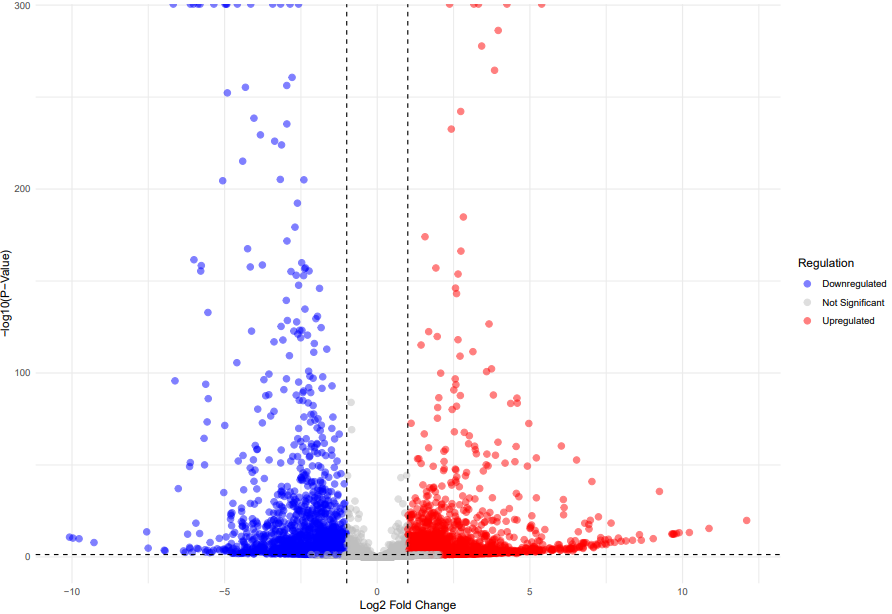 300
200
100
0
−log10(P−Value)
−10
−5
0
5
10
Log2 Fold Change
Regulation
Downregulated
Not Significant
Upregulated